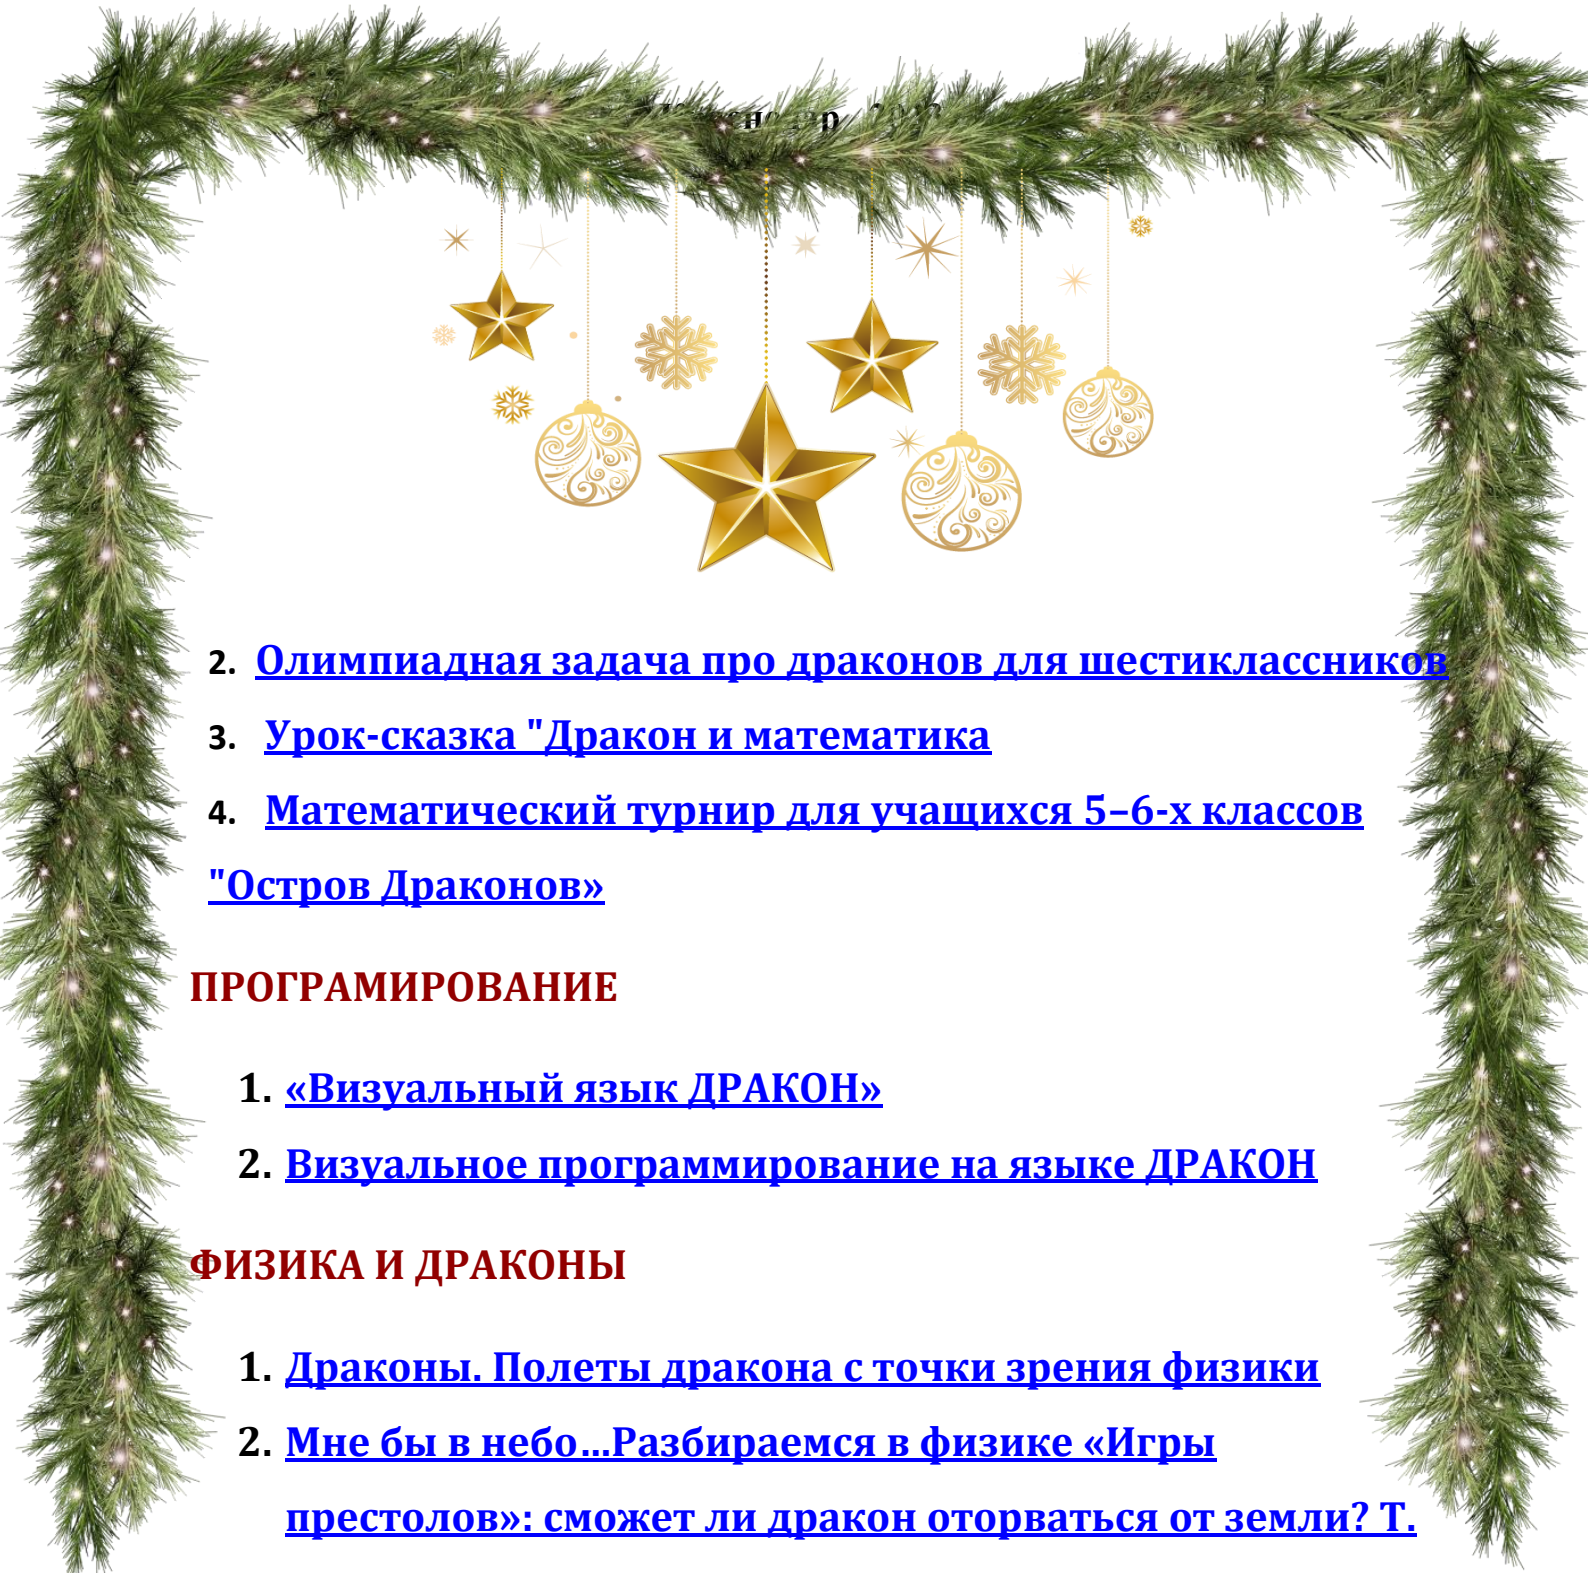 2. Олимпиадная задача про драконов для шестиклассников
3. Урок-сказка "Дракон и математика
4. Математический турнир для учащихся 5–6-х классов
"Остров Драконов»
ПРОГРАМИРОВАНИЕ
1. «Визуальный язык ДРАКОН»
2. Визуальное программирование на языке ДРАКОН
ФИЗИКА И ДРАКОНЫ
1. Драконы. Полеты дракона с точки зрения физики
2. Мне бы в небо...Разбираемся в физике «Игры
престолов»: сможет ли дракон оторваться от земли? Т.